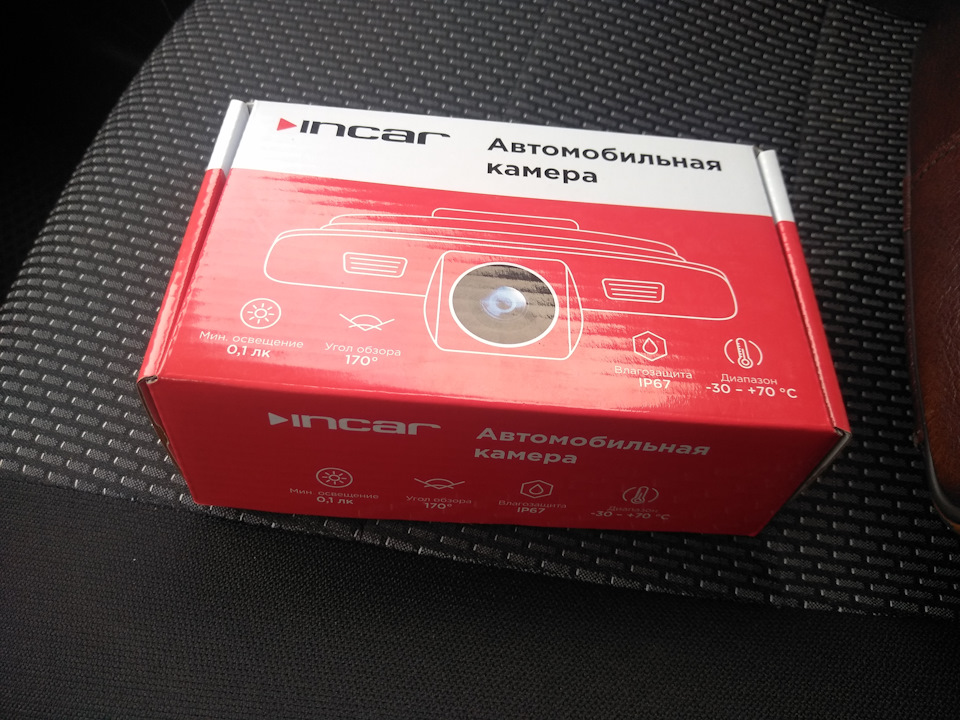 incar
Автомобильная
камера
Мин. освещение
0,1 лк
Угол обзора
170°
Влагозащита
IP67
Диапазон
-30 - +70 °C
incar
Автомобильная
камера
Мин. освещение
0,1 лк
Угол обзора
170°
Влагозащита
IP67
Диапазон
-30 - +70 °C